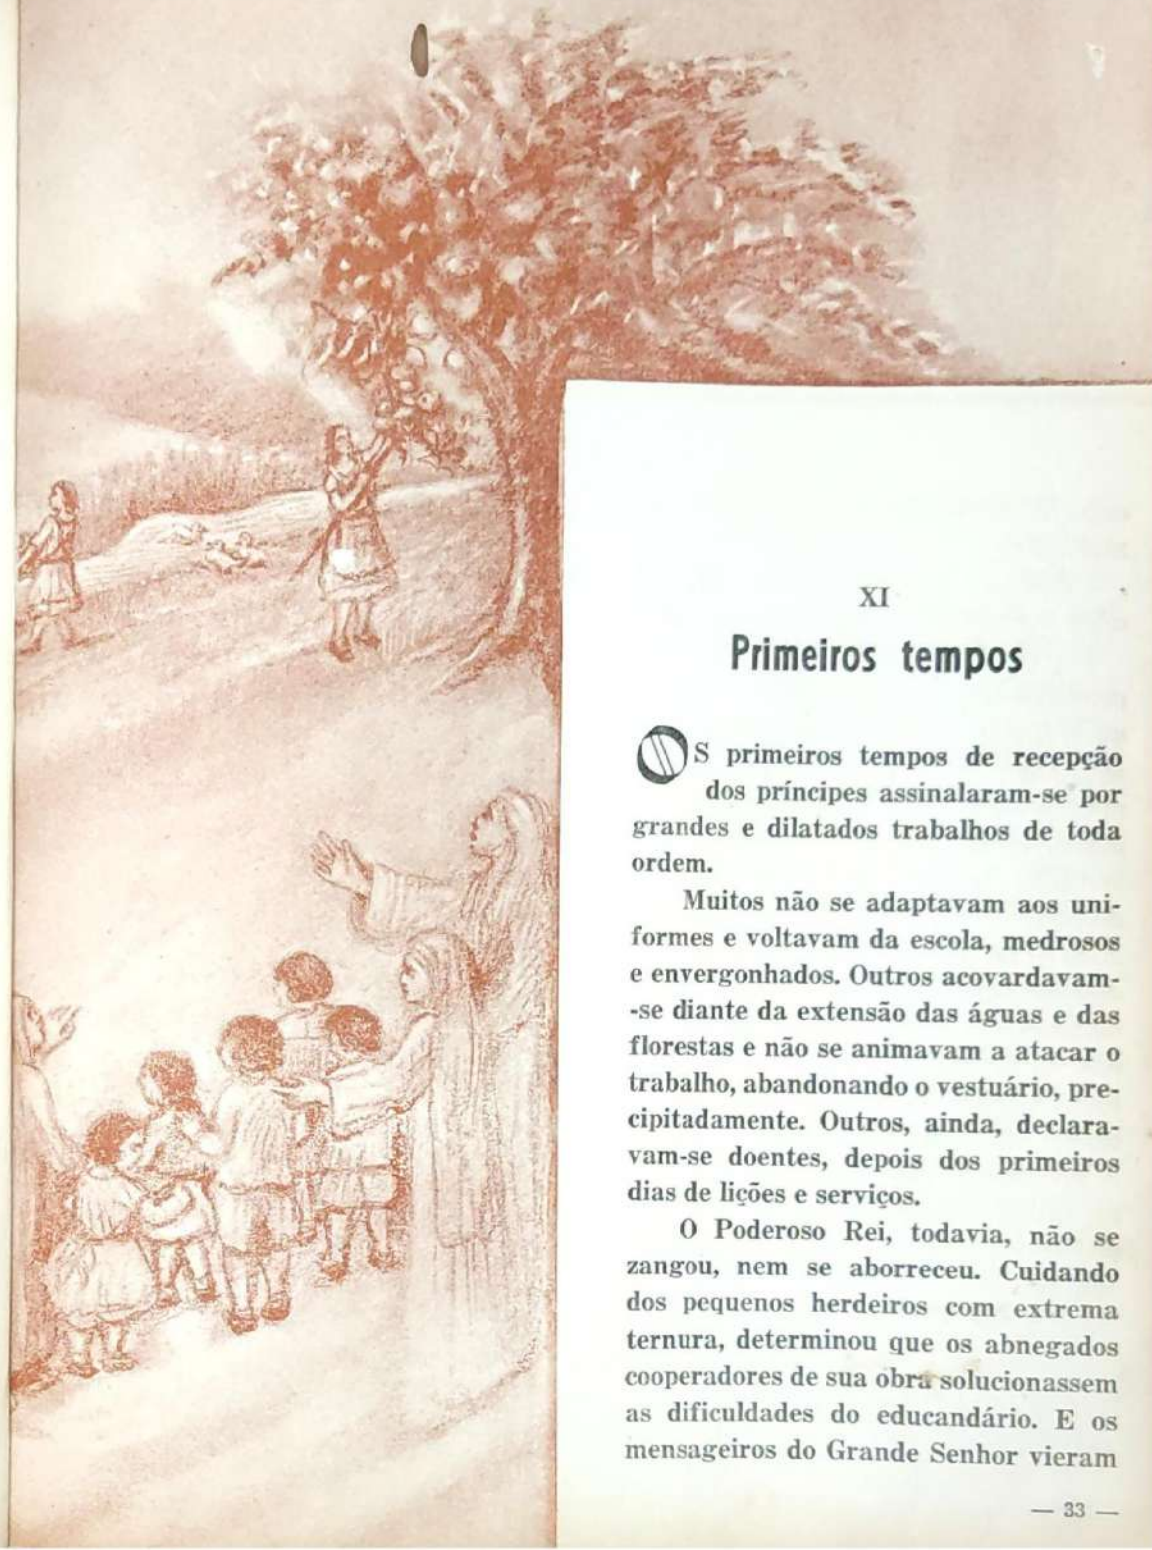 XI
Primeiros tempos
OS primeiros tempos de recepção
dos príncipes assinalaram-se por
grandes e dilatados trabalhos de toda
ordem.
Muitos não se adaptavam aos uni-
formes e voltavam da escola, medrosos
e envergonhados. Outros acovardavam-
-se diante da extensão das águas e das
florestas e não se animavam a atacar o
trabalho, abandonando o vestuário, pre-
cipitadamente. Outros, ainda, declara-
vam-se doentes, depois dos primeiros
dias de lições e serviços.
O Poderoso Rei, todavia, não se
zangou, nem se aborreceu. Cuidando
dos pequenos herdeiros com extrema
ternura, determinou que os abnegados
cooperadores de sua obra solucionassem
as dificuldades do educandário. E os
mensageiros do Grande Senhor vieram
— 33 —